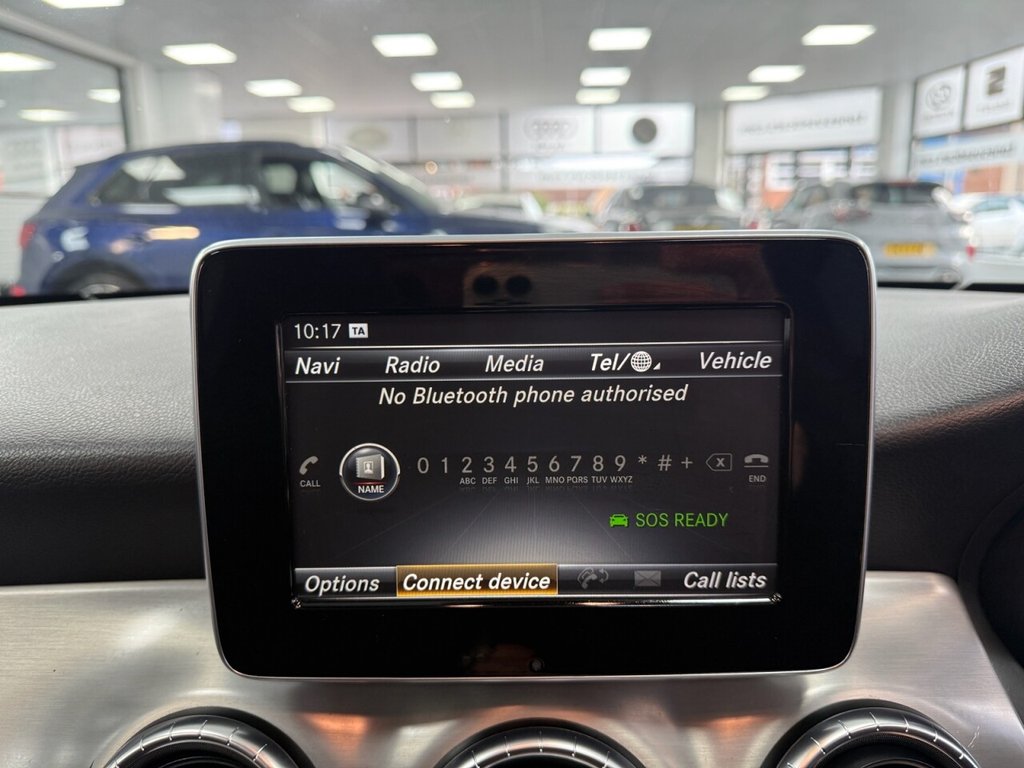 10:17 TA
Navi Radio Media Tel/ Vehicle
No Bluetooth phone authorised
CALL NAME 0 1 2 3 4 5 6 7 8 9 * # + X END
ABC DEF GHI JKL MNO PQRS TUV WXYZ
SOS READY
Options Connect device Call lists